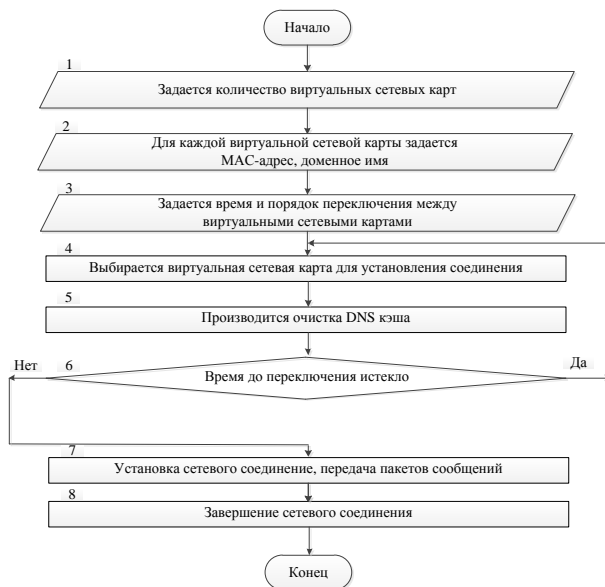 Начало
1
Задается количество виртуальных сетевых карт
2
Для каждой виртуальной сетевой карты задается
MAC-адрес, доменное имя
3
Задается время и порядок переключения между
виртуальными сетевыми картами
4
Выбирается виртуальная сетевая карта для установления соединения
5
Производится очистка DNS кэша
Нет
6
Время до переключения истекло
Да
7
Установка сетевого соединение, передача пакетов сообщений
8
Завершение сетевого соединения
Конец